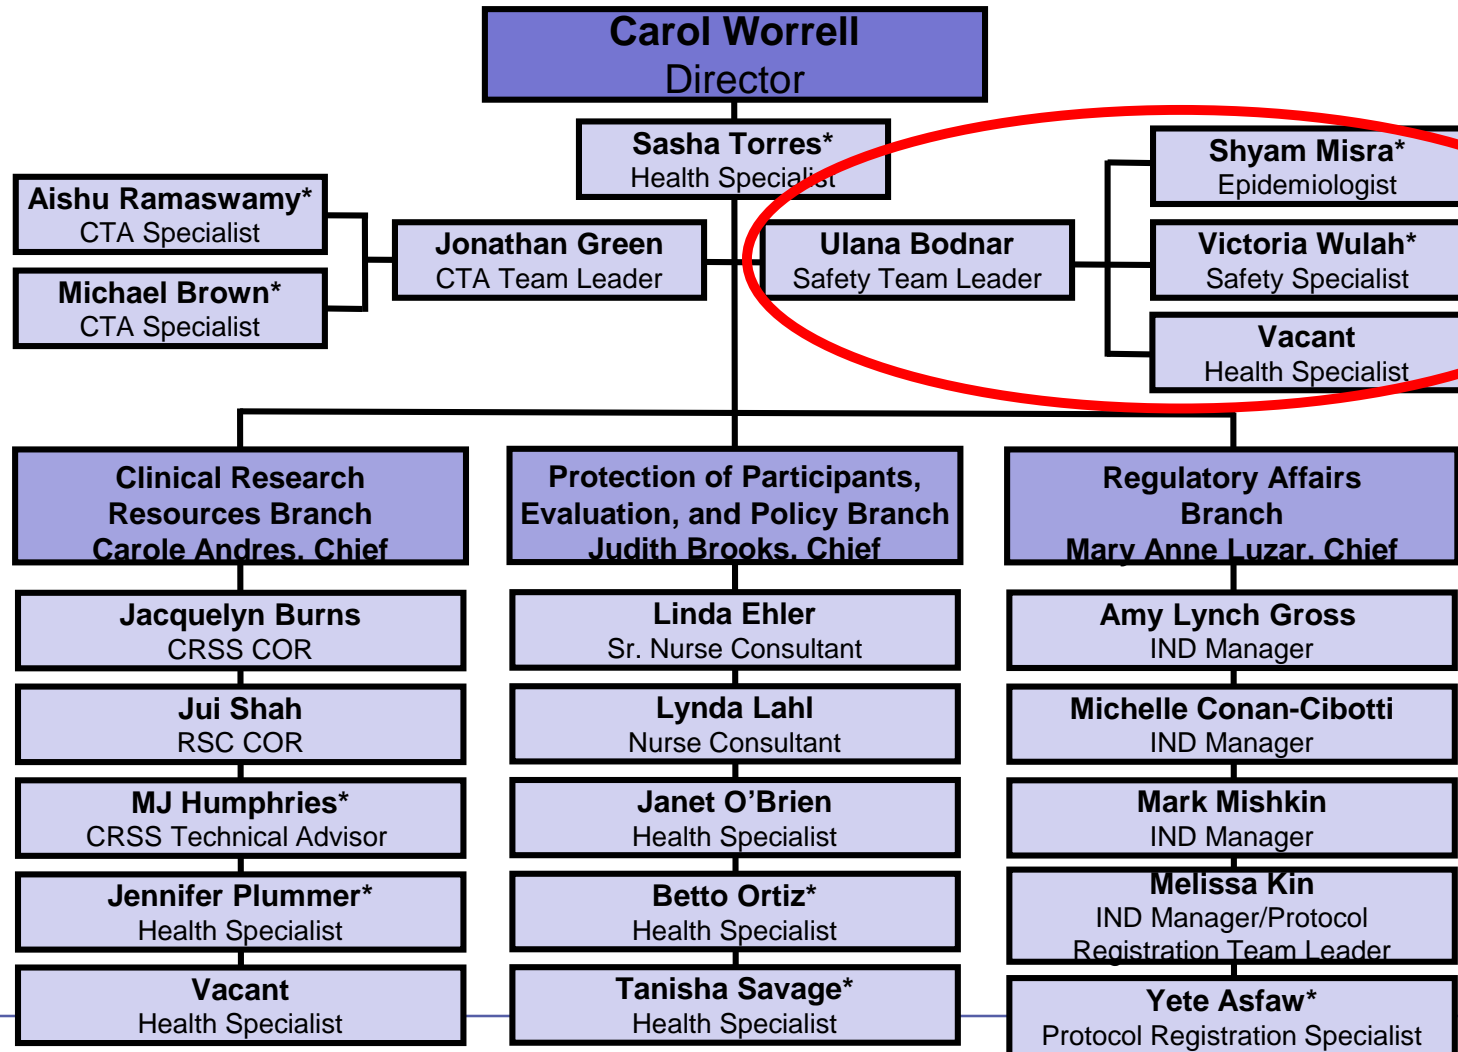 Carol Worrell
Director
Sasha Torres*
Health Specialist
Aishu Ramaswamy*
CTA Specialist
Michael Brown*
CTA Specialist
Jonathan Green
CTA Team Leader
Ulana Bodnar
Safety Team Leader
Shyam Misra*
Epidemiologist
Victoria Wulah*
Safety Specialist
Vacant
Health Specialist
Clinical Research
Resources Branch
Carole Andres, Chief
Jacquelyn Burns
CRSS COR
Jui Shah
RSC COR
MJ Humphries*
CRSS Technical Advisor
Jennifer Plummer*
Health Specialist
Vacant
Health Specialist
Protection of Participants,
Evaluation, and Policy Branch
Judith Brooks, Chief
Linda Ehler
Sr. Nurse Consultant
Lynda Lahl
Nurse Consultant
Janet O’Brien
Health Specialist
Betto Ortiz*
Health Specialist
Tanisha Savage*
Health Specialist
Regulatory Affairs
Branch
Mary Anne Luzar, Chief
Amy Lynch Gross
IND Manager
Michelle Conan-Cibotti
IND Manager
Mark Mishkin
IND Manager
Melissa Kin
IND Manager/Protocol
Registration Team Leader
Yete Asfaw*
Protocol Registration Specialist